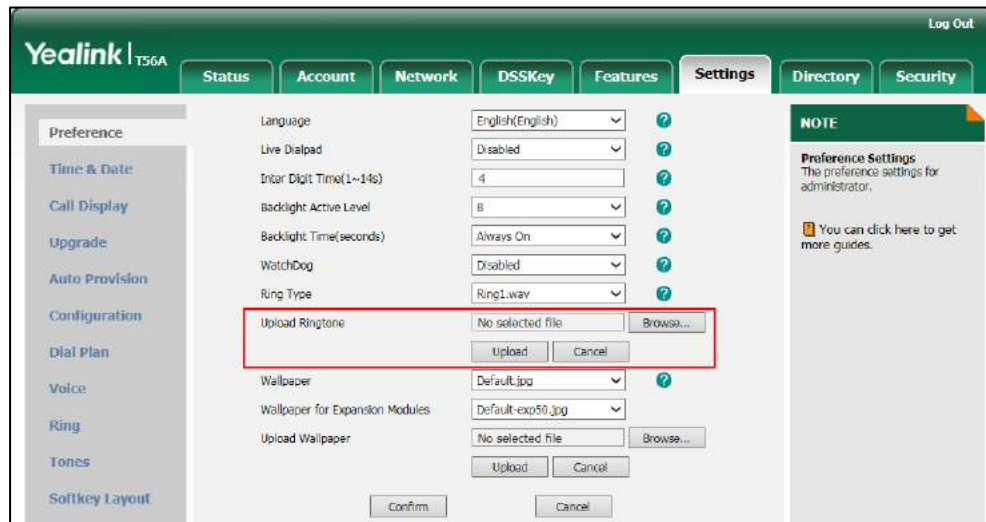 Log Out
Yealink T56A
Status Account Network DSSKey Features Settings Directory Security
Preference
Time & Date
Call Display
Upgrade
Auto Provision
Configuration
Dial Plan
Voice
Ring
Tones
Softkey Layout
Language English(English)
Live Dialpad Disabled
Inter Digit Time(1~14s) 4
Backlight Active Level 8
Backlight Time(seconds) Always On
WatchDog Disabled
Ring Type Ring1.wav
Upload Ringtone No selected file Browse...
Upload Cancel
Wallpaper Default.jpg
Wallpaper for Expansion Modules Default-exp50.jpg
Upload Wallpaper No selected file Browse...
Upload Cancel
Confirm Cancel
NOTE
Preference Settings
The preference settings for
administrator.
You can click here to get
more guides.